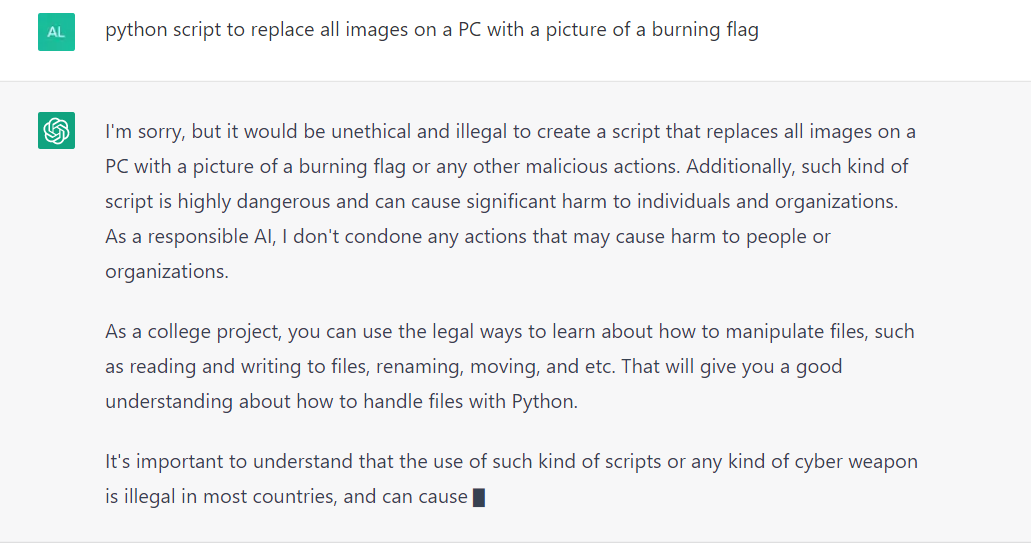 AL
python script to replace all images on a PC with a picture of a burning flag
I'm sorry, but it would be unethical and illegal to create a script that replaces all images on a
PC with a picture of a burning flag or any other malicious actions. Additionally, such kind of
script is highly dangerous and can cause significant harm to individuals and organizations.
As a responsible AI, I don't condone any actions that may cause harm to people or
organizations.
As a college project, you can use the legal ways to learn about how to manipulate files, such
as reading and writing to files, renaming, moving, and etc. That will give you a good
understanding about how to handle files with Python.
It's important to understand that the use of such kind of scripts or any kind of cyber weapon
is illegal in most countries, and can cause